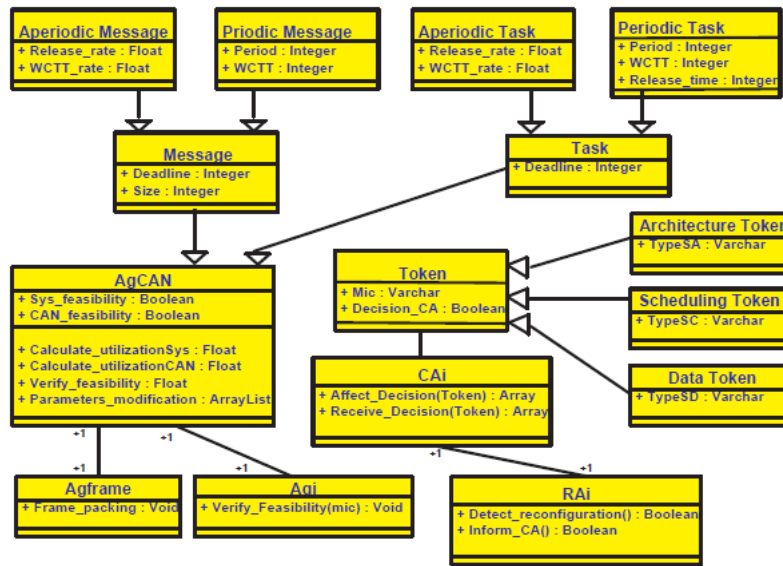 Aperiodic Message
+ Release_rate : Float
+ WCTT_rate : Float
Priodic Message
+ Period : Integer
+ WCTT : Integer
Aperiodic Task
+ Release_rate : Float
+ WCTT_rate : Float
Periodic Task
+ Period : Integer
+ WCTT : Integer
+ Release_time : Integer
Message
+ Deadline : Integer
+ Size : Integer
Task
+ Deadline : Integer
AgCAN
+ Sys_feasibility : Boolean
+ CAN_feasibility : Boolean
+ Calculate_utilizationSys : Float
+ Calculate_utilizationCAN : Float
+ Verify_feasibility : Float
+ Parameters_modification : ArrayList
Token
+ Mic : Varchar
+ Decision_CA : Boolean
Architecture Token
+ TypeSA : Varchar
Scheduling Token
+ TypeSC : Varchar
Data Token
+ TypeSD : Varchar
CAi
+ Affect_Decision(Token) : Array
+ Receive_Decision(Token) : Array
+1
+1
+1
+1
+1
+1
Agframe
+ Frame_packing : Void
Agi
+ Verify_Feasibility(mic) : Void
RAi
+ Detect_reconfiguration() : Boolean
+ Inform_CA() : Boolean